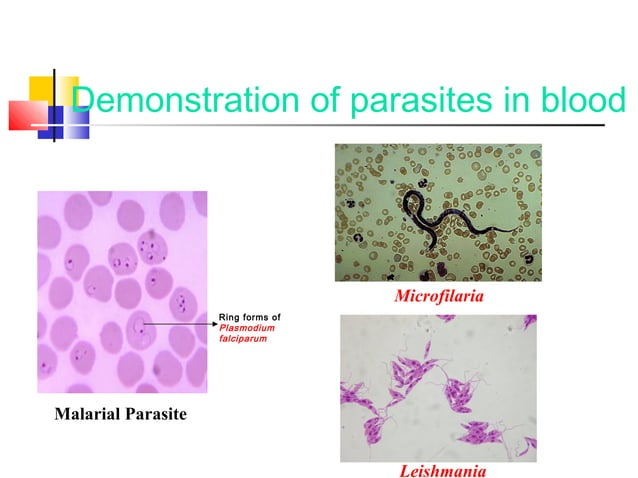 Demonstration of parasites in blood
Microfilaria
Ring forms of
Plasmodium
falciparum
Malarial Parasite
Leishmania